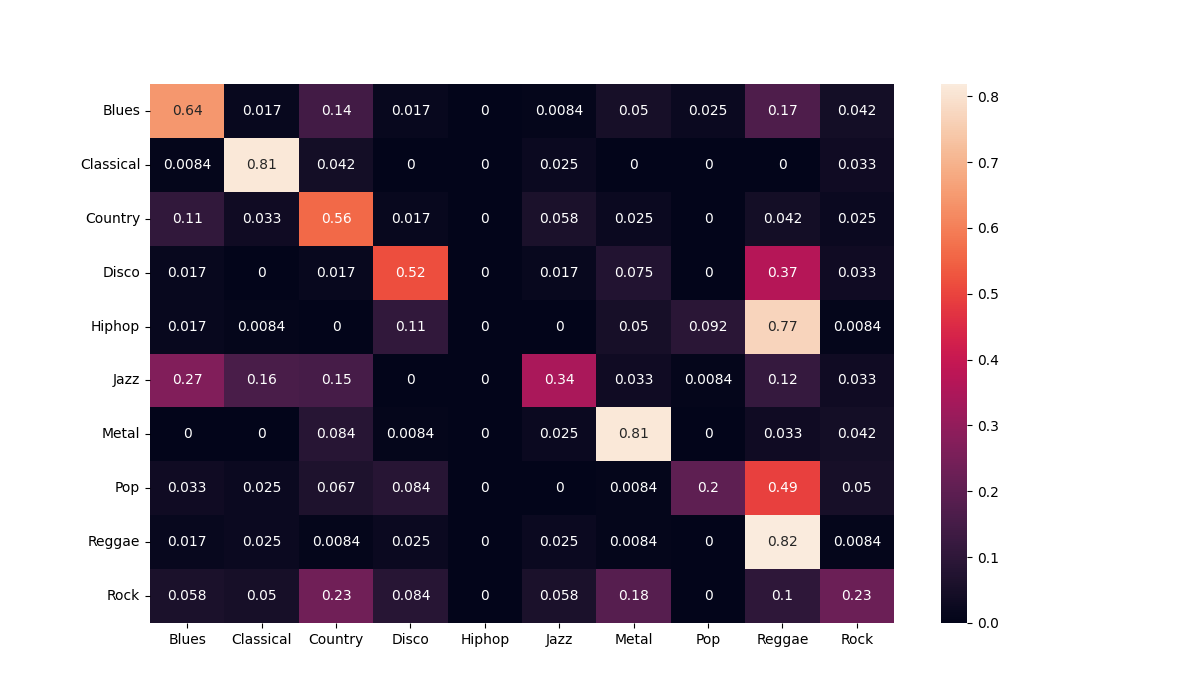 Blues 0.64 0.017 0.14 0.017 0 0.0084 0.05 0.025 0.17 0.042 0.8
Classical 0.0084 0.81 0.042 0 0 0.025 0 0 0 0.033 0.7
Country 0.11 0.033 0.56 0.017 0 0.058 0.025 0 0.042 0.025 0.6
Disco 0.017 0 0.017 0.52 0 0.017 0.075 0 0.37 0.033 0.5
Hiphop 0.017 0.0084 0 0.11 0 0 0.05 0.092 0.77 0.0084 0.4
Jazz 0.27 0.16 0.15 0 0 0.34 0.033 0.0084 0.12 0.033 0.3
Metal 0 0 0.084 0.0084 0 0.025 0.81 0 0.033 0.042
Pop 0.033 0.025 0.067 0.084 0 0 0.0084 0.2 0.49 0.05 0.2
Reggae 0.017 0.025 0.0084 0.025 0 0.025 0.0084 0 0.82 0.0084 0.1
Rock 0.058 0.05 0.23 0.084 0 0.058 0.18 0 0.1 0.23 0.0
Blues Classical Country Disco Hiphop Jazz Metal Pop Reggae Rock